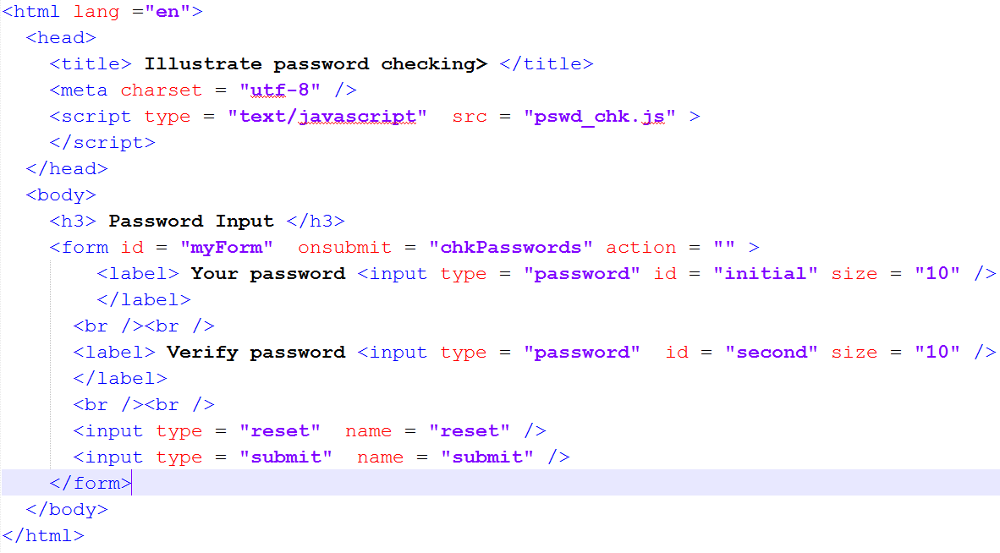 <html lang ="en">
<head>
<title> Illustrate password checking> </title>
<meta charset = "utf-8" />
<script type = "text/javascript"  src = "pswd_chk.js" >
</script>
</head>
<body>
<h3> Password Input </h3>
<form id = "myForm"  onsubmit = "chkPasswords" action = "" >
<label> Your password <input type = "password" id = "initial" size = "10" />
</label>
<br /><br />
<label> Verify password <input type = "password"  id = "second" size = "10" />
</label>
<br /><br />
<input type = "reset"  name = "reset" />
<input type = "submit"  name = "submit" />
</form>
</body>
</html>